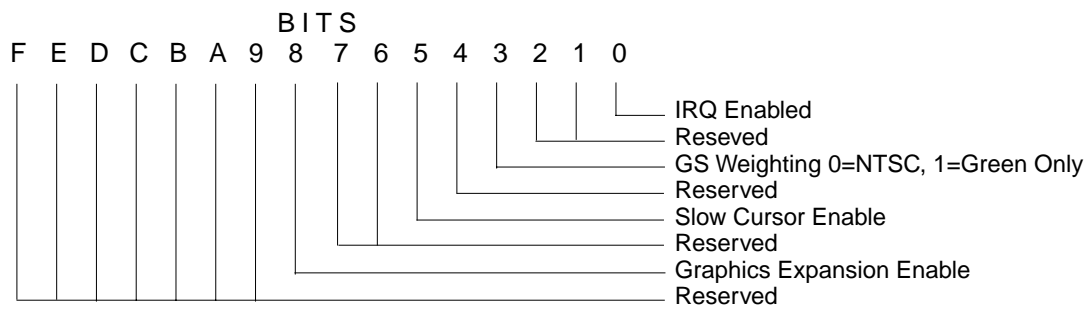 BITS
F E D C B A 9 8 7 6 5 4 3 2 1 0
IRQ Enabled
Reseved
GS Weighting 0=NTSC, 1=Green Only
Reserved
Slow Cursor Enable
Reserved
Graphics Expansion Enable
Reserved